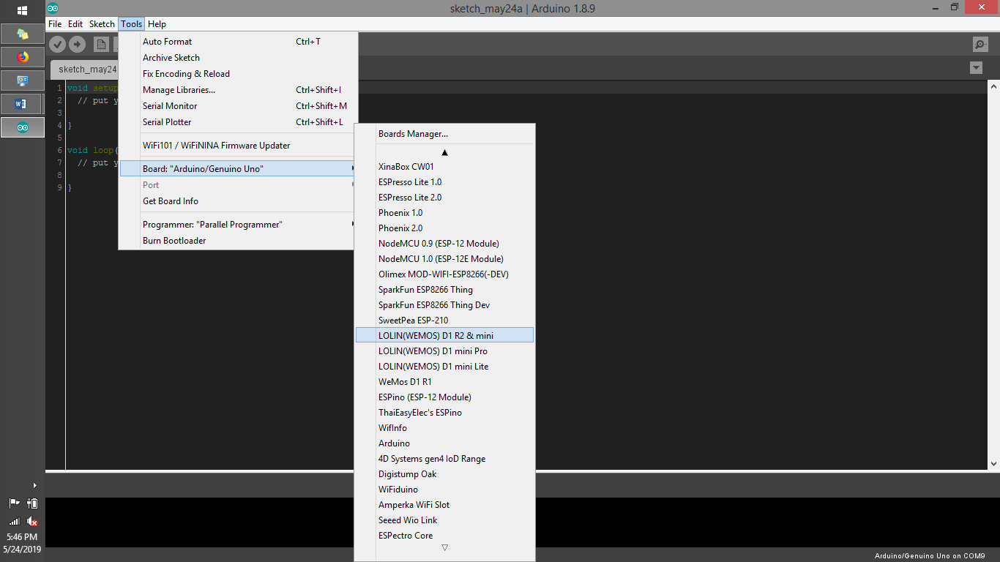 sketch_may24a | Arduino 1.8.9
File Edit Sketch Tools Help
Auto Format Ctrl+T
Archive Sketch
Fix Encoding & Reload
Manage Libraries... Ctrl+Shift+I
Serial Monitor Ctrl+Shift+M
Serial Plotter Ctrl+Shift+L
WiFi101 / WiFiNINA Firmware Updater
Board: "Arduino/Genuino Uno"
Port
Get Board Info
Programmer: "Parallel Programmer"
Burn Bootloader
sketch_may24
1 void setup
2 // put y
3
4 }
5
6 void loop(
7 // put y
8
9 }
Boards Manager...
XinaBox CW01
ESPresso Lite 1.0
ESPresso Lite 2.0
Phoenix 1.0
Phoenix 2.0
NodeMCU 0.9 (ESP-12 Module)
NodeMCU 1.0 (ESP-12E Module)
Olimex MOD-WIFI-ESP8266(-DEV)
SparkFun ESP8266 Thing
SparkFun ESP8266 Thing Dev
SweetPea ESP-210
LOLIN(WEMOS) D1 R2 & mini
LOLIN(WEMOS) D1 mini Pro
LOLIN(WEMOS) D1 mini Lite
WeMos D1 R1
ESPino (ESP-12 Module)
ThaiEasyElec's ESPino
WifInfo
Arduino
4D Systems gen4 IoD Range
Digistump Oak
WiFiduino
Amperka WiFi Slot
Seeed Wio Link
ESPectro Core
5:46 PM
5/24/2019
Arduino/Genuino Uno on COM9